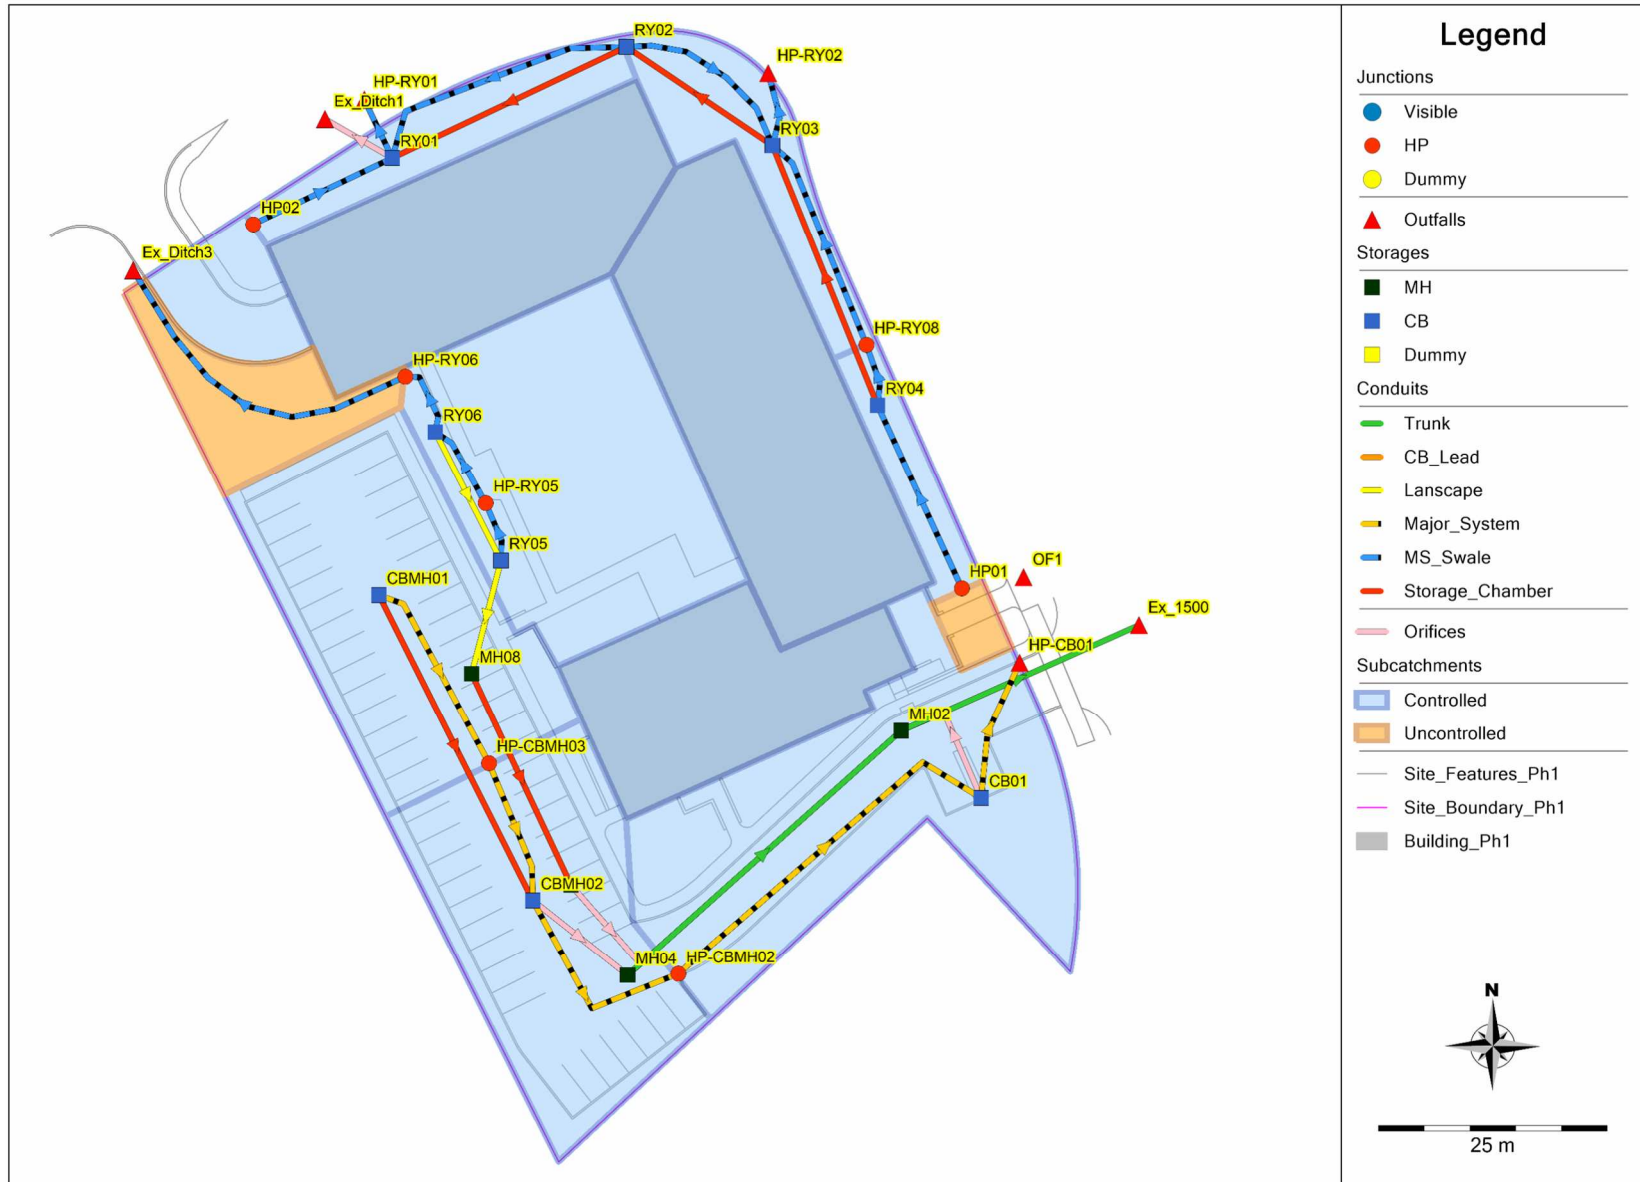 RY02
HP-RY02
HP-RY01
Ex_Ditch1
RY01
RY03
HP02
Ex_Ditch3
HP-RY08
HP-RY06
RY04
RY06
HP-RY05
RY05
OF1
HP01
CBMH01
Ex_1500
HP-CB01
MH08
MH02
HP-CBMH03
CB01
CBMH02
MH04
HP-CBMH02
Legend
Junctions
Visible
HP
Dummy
Outfalls
Storages
MH
CB
Dummy
Conduits
Trunk
CB_Lead
Lanscape
Major_System
MS_Swale
Storage_Chamber
Orifices
Subcatchments
Controlled
Uncontrolled
Site_Features_Ph1
Site_Boundary_Ph1
Building_Ph1
N
25 m